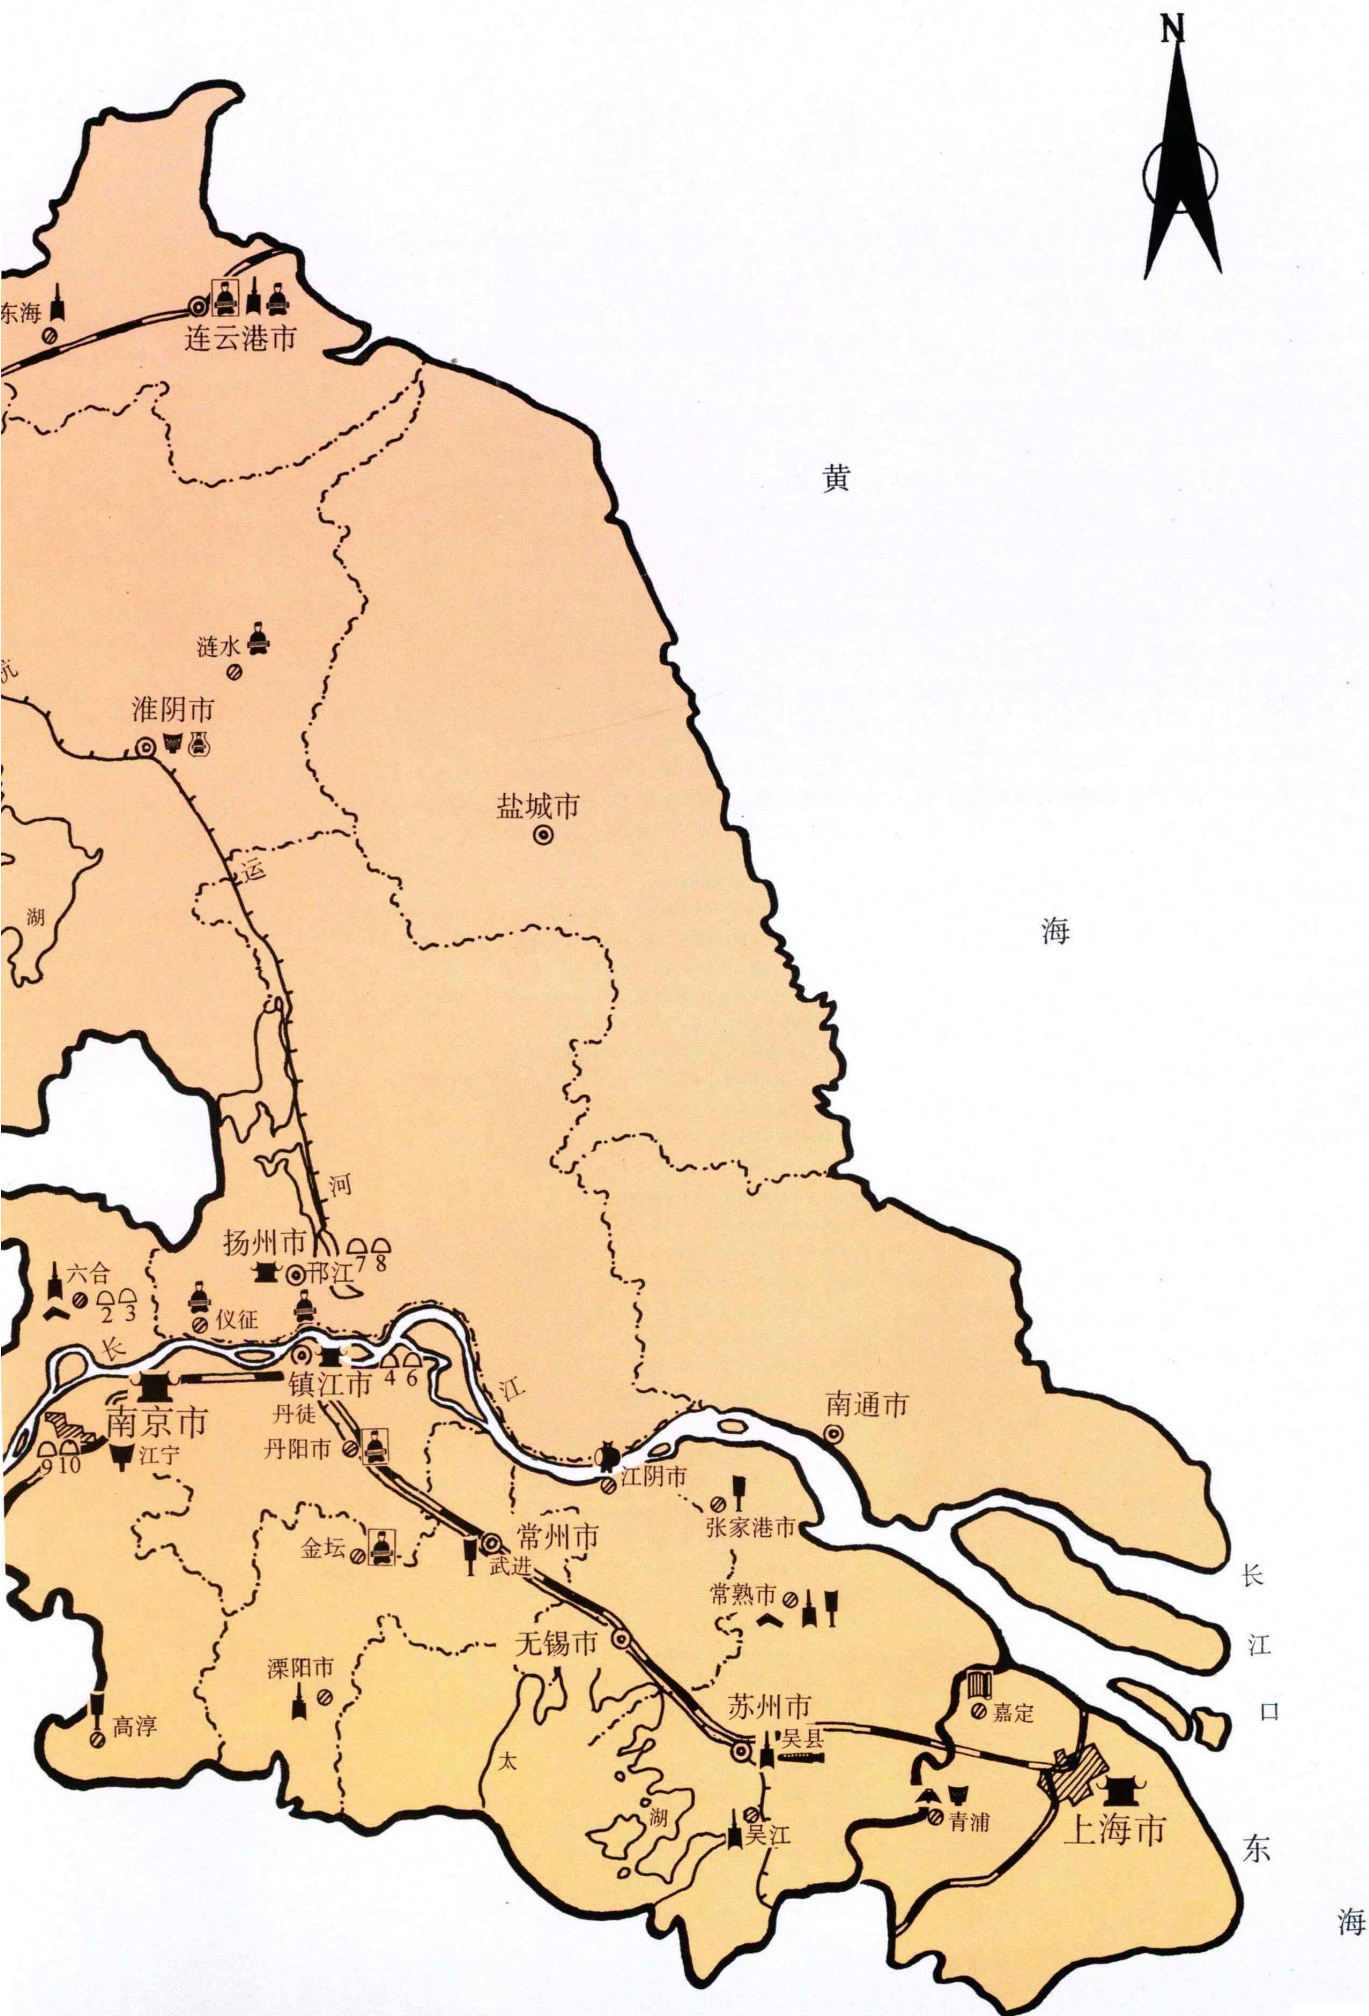 N
东海
连云港市
黄
涟水
淮阴市
盐城市
运
湖
海
河
扬州市
7 8
邗江
六合
2 3
仪征
长
镇江市
4 6
江
丹徒
南京市
南通市
丹阳市
9 10
江宁
江阴市
张家港市
金坛
常州市
武进
长
常熟市
无锡市
江
溧阳市
苏州市
口
高淳
嘉定
吴县
太
湖
吴江
青浦
上海市
东
海